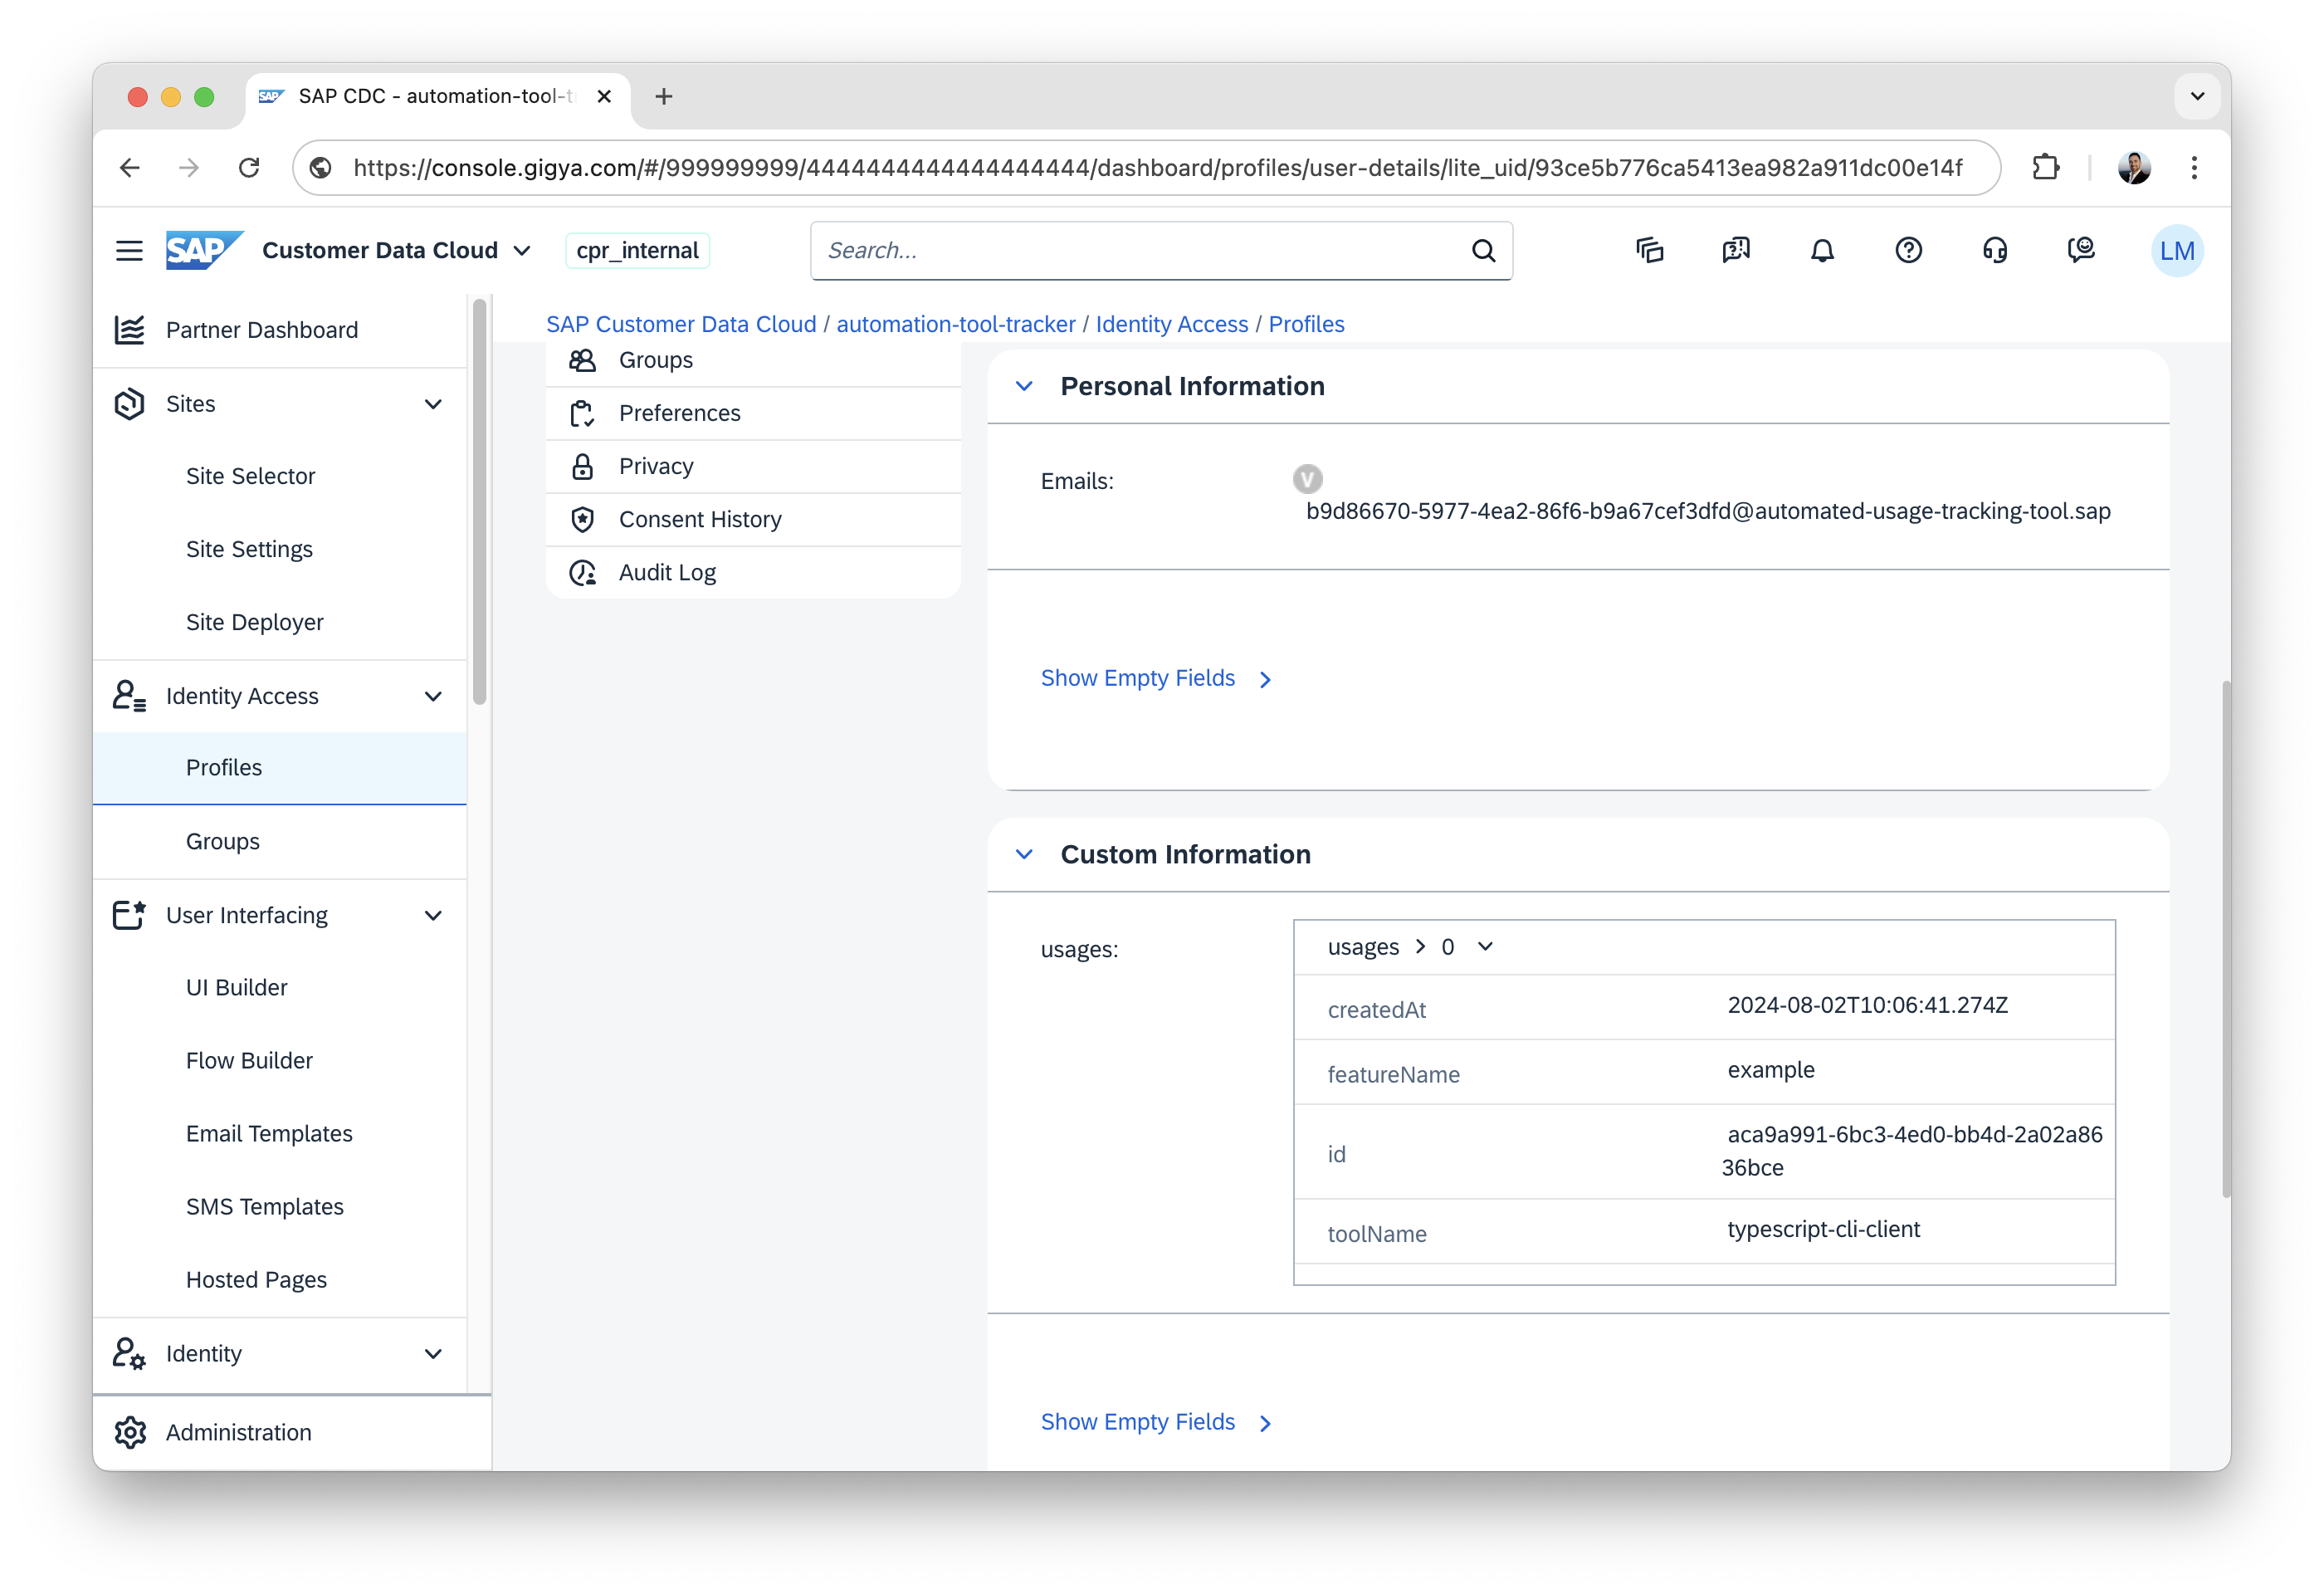 SAP CDC - automation-tool-t
https://console.gigya.com/#/999999999/4444444444444444444/dashboard/profiles/user-details/lite_uid/93ce5b776ca5413ea982a911dc00e14f
SAP Customer Data Cloud
cpr_internal
Search...
LM
Partner Dashboard
Sites
Site Selector
Site Settings
Site Deployer
Identity Access
Profiles
Groups
User Interfacing
UI Builder
Flow Builder
Email Templates
SMS Templates
Hosted Pages
Identity
Administration
SAP Customer Data Cloud / automation-tool-tracker / Identity Access / Profiles
Groups
Preferences
Privacy
Consent History
Audit Log
Personal Information
Emails:
V
b9d86670-5977-4ea2-86f6-b9a67cef3dfd@automated-usage-tracking-tool.sap
Show Empty Fields
Custom Information
usages:
usages > 0
createdAt 2024-08-02T10:06:41.274Z
featureName example
id aca9a991-6bc3-4ed0-bb4d-2a02a86
36bce
toolName typescript-cli-client
Show Empty Fields